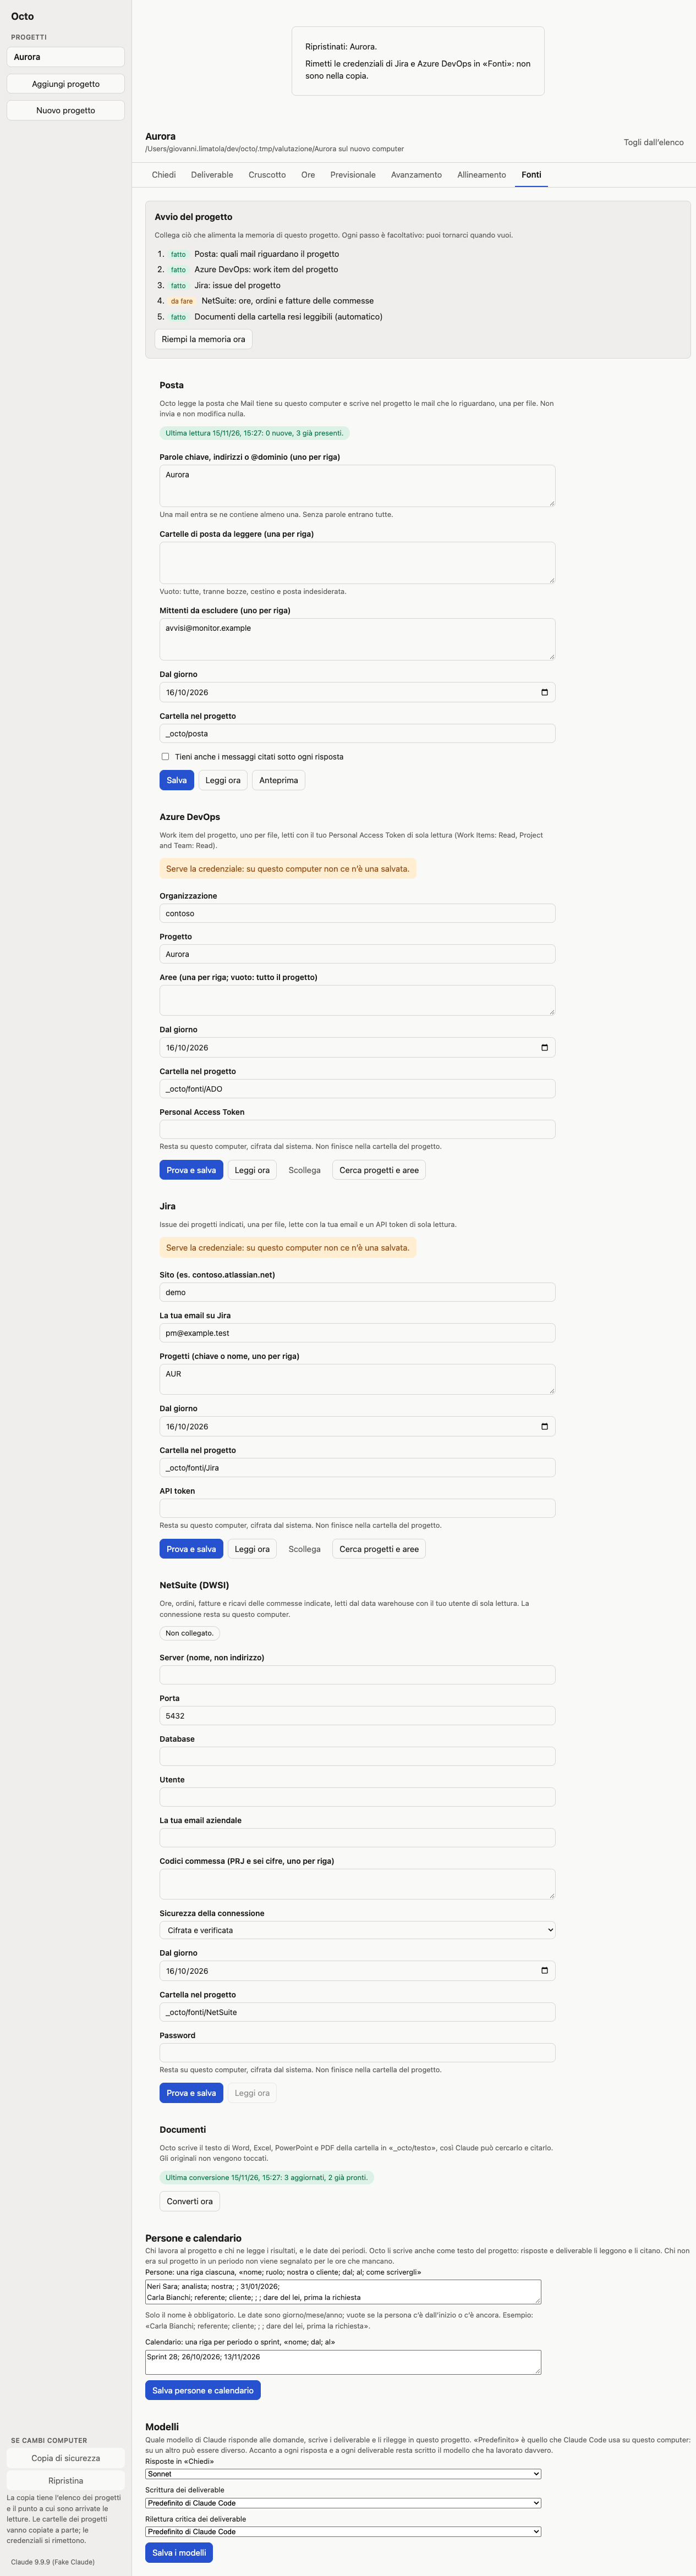 Octo
PROGETTI
Aurora
Aggiungi progetto
Nuovo progetto
Ripristinati: Aurora.
Rimetti le credenziali di Jira e Azure DevOps in «Fonti»: non
sono nella copia.
Aurora
/Users/giovanni.limatola/dev/octo/.tmp/valutazione/Aurora sul nuovo computer
Togli dall'elenco
Chiedi Deliverable Cruscotto Ore Previsionale Avanzamento Allineamento Fonti
Avvio del progetto
Collega ciò che alimenta la memoria di questo progetto. Ogni passo è facoltativo: puoi tornarci quando vuoi.
1. fatto Posta: quali mail riguardano il progetto
2. fatto Azure DevOps: work item del progetto
3. fatto Jira: issue del progetto
4. da fare NetSuite: ore, ordini e fatture delle commesse
5. fatto Documenti della cartella resi leggibili (automatico)
Riempi la memoria ora
Posta
Octo legge la posta che Mail tiene su questo computer e scrive nel progetto le mail che lo riguardano, una per file. Non
invia e non modifica nulla.
Ultima lettura 15/11/26, 15:27: 0 nuove, 3 già presenti.
Parole chiave, indirizzi o @dominio (uno per riga)
Aurora
Una mail entra se ne contiene almeno una. Senza parole entrano tutte.
Cartelle di posta da leggere (una per riga)
Vuoto: tutte, tranne bozze, cestino e posta indesiderata.
Mittenti da escludere (uno per riga)
avvisi@monitor.example
Dal giorno
16/10/2026
Cartella nel progetto
_octo/posta
Tieni anche i messaggi citati sotto ogni risposta
Salva Leggi ora Anteprima
Azure DevOps
Work item del progetto, uno per file, letti con il tuo Personal Access Token di sola lettura (Work Items: Read, Project
and Team: Read).
Serve la credenziale: su questo computer non ce n'è una salvata.
Organizzazione
contoso
Progetto
Aurora
Aree (una per riga; vuoto: tutto il progetto)
Dal giorno
16/10/2026
Cartella nel progetto
_octo/fonti/ADO
Personal Access Token
Resta su questo computer, cifrata dal sistema. Non finisce nella cartella del progetto.
Prova e salva Leggi ora Scollega Cerca progetti e aree
Jira
Issue dei progetti indicati, una per file, lette con la tua email e un API token di sola lettura.
Serve la credenziale: su questo computer non ce n'è una salvata.
Sito (es. contoso.atlassian.net)
demo
La tua email su Jira
pm@example.test
Progetti (chiave o nome, uno per riga)
AUR
Dal giorno
16/10/2026
Cartella nel progetto
_octo/fonti/Jira
API token
Resta su questo computer, cifrata dal sistema. Non finisce nella cartella del progetto.
Prova e salva Leggi ora Scollega Cerca progetti e aree
NetSuite (DWSI)
Ore, ordini, fatture e ricavi delle commesse indicate, letti dal data warehouse con il tuo utente di sola lettura. La
connessione resta su questo computer.
Non collegato.
Server (nome, non indirizzo)
Porta
5432
Database
Utente
La tua email aziendale
Codici commessa (PRJ e sei cifre, uno per riga)
Sicurezza della connessione
Cifrata e verificata
Dal giorno
16/10/2026
Cartella nel progetto
_octo/fonti/NetSuite
Password
Resta su questo computer, cifrata dal sistema. Non finisce nella cartella del progetto.
Prova e salva Leggi ora
Documenti
Octo scrive il testo di Word, Excel, PowerPoint e PDF della cartella in «_octo/testo», così Claude può cercarlo e citarlo.
Gli originali non vengono toccati.
Ultima conversione 15/11/26, 15:27: 3 aggiornati, 2 già pronti.
Converti ora
Persone e calendario
Chi lavora al progetto e chi ne legge i risultati, e le date dei periodi. Octo li scrive anche come testo del progetto: risposte e deliverable li leggono e li citano. Chi non
era sul progetto in un periodo non viene segnalato per le ore che mancano.
Persone: una riga ciascuna, «nome; ruolo; nostra o cliente; dal; al; come scrivergli»
Neri Sara; analista; nostra; ; 31/01/2026;
Carla Bianchi; referente; cliente; ; ; dare del lei, prima la richiesta
Solo il nome è obbligatorio. Le date sono giorno/mese/anno; vuote se la persona c'è dall'inizio o c'è ancora. Esempio:
«Carla Bianchi; referente; cliente; ; ; dare del lei, prima la richiesta».
Calendario: una riga per periodo o sprint, «nome; dal; al»
Sprint 28; 26/10/2026; 13/11/2026
Salva persone e calendario
Modelli
Quale modello di Claude risponde alle domande, scrive i deliverable e li rilegge in questo progetto. «Predefinito» è quello che Claude Code usa su questo computer:
su un altro può essere diverso. Accanto a ogni risposta e a ogni deliverable resta scritto il modello che ha lavorato davvero.
Risposte in «Chiedi»
Sonnet
Scrittura dei deliverable
Predefinito di Claude Code
Rilettura critica dei deliverable
Predefinito di Claude Code
Salva i modelli
SE CAMBI COMPUTER
Copia di sicurezza
Ripristina
La copia tiene l'elenco dei progetti
e il punto a cui sono arrivate le
letture. Le cartelle dei progetti
vanno copiate a parte; le
credenziali si rimettono.
Claude 9.9.9 (Fake Claude)